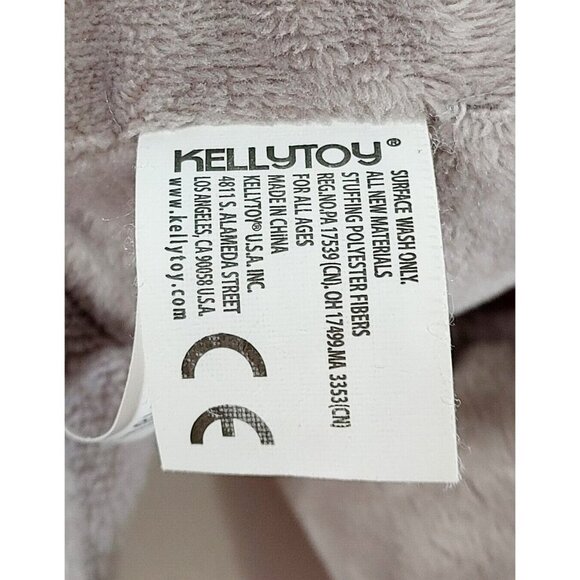 KELLYTOY®
SURFACE WASH ONLY.
ALL NEW MATERIALS
STUFFING POLYESTER FIBERS
REG.NO.PA 17539 (CN), OH 17499.MA 3353(CN)
FOR ALL AGES
MADE IN CHINA
KELLYTOY® U.S.A. INC.
4811 S. ALAMEDA STREET
LOS ANGELES, CA 90058 U.S.A.
www.kellytoy.com
CE